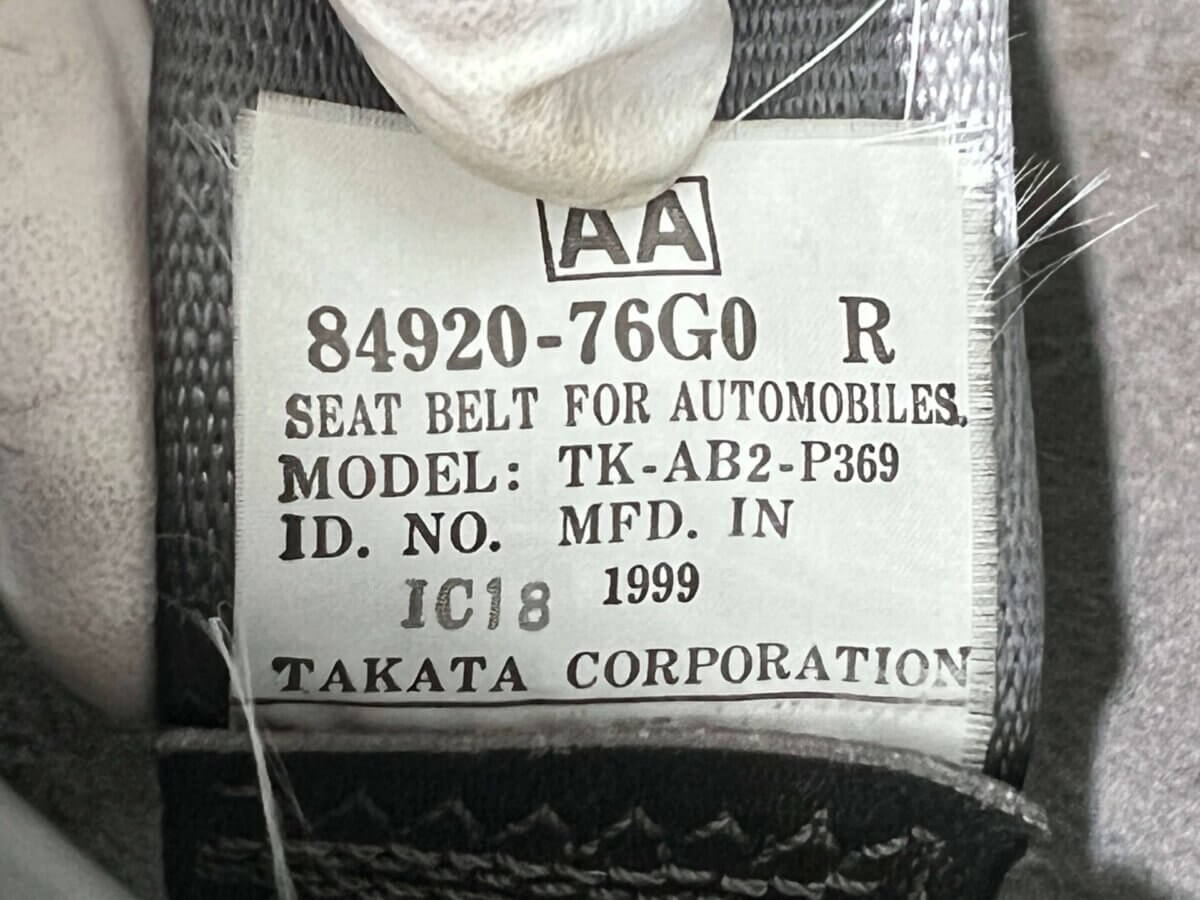 AA
84920-76G0 R
SEAT BELT FOR AUTOMOBILES.
MODEL: TK-AB2-P369
ID. NO. MFD. IN
IC18 1999
TAKATA CORPORATION